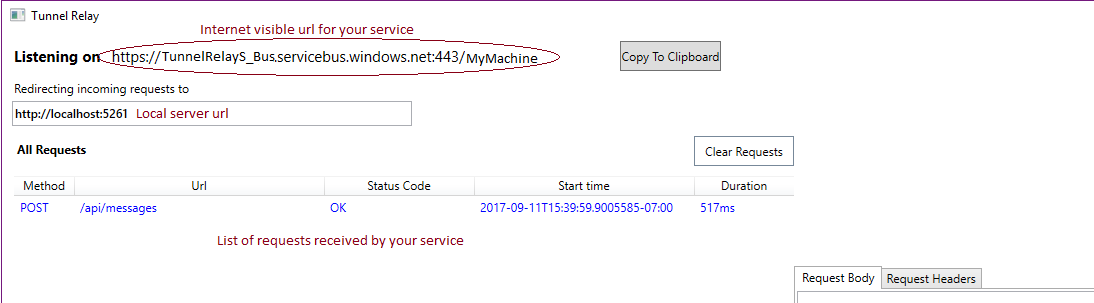 Tunnel Relay
Internet visible url for your service
Listening on https://TunnelRelayS_Bus.servicebus.windows.net:443/MyMachine
Copy To Clipboard
Redirecting incoming requests to
http://localhost:5261 Local server url
All Requests
Clear Requests
Method Url Status Code Start time Duration
POST /api/messages OK 2017-09-11T15:39:59.9005585-07:00 517ms
List of requests received by your service
Request Body Request Headers